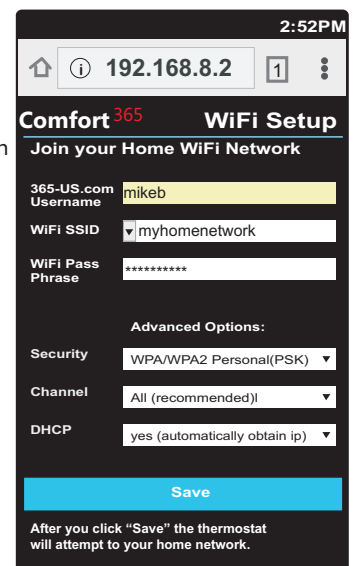 2:52PM
192.168.8.2 1
Comfort 365 WiFi Setup
n Join your Home WiFi Network
365-US.com Username mikeb
WiFi SSID myhomenetwork
WiFi Pass Phrase **********
Advanced Options:
Security WPA/WPA2 Personal(PSK)
Channel All (recommended)l
DHCP yes (automatically obtain ip)
Save
After you click “Save” the thermostat
will attempt to your home network.